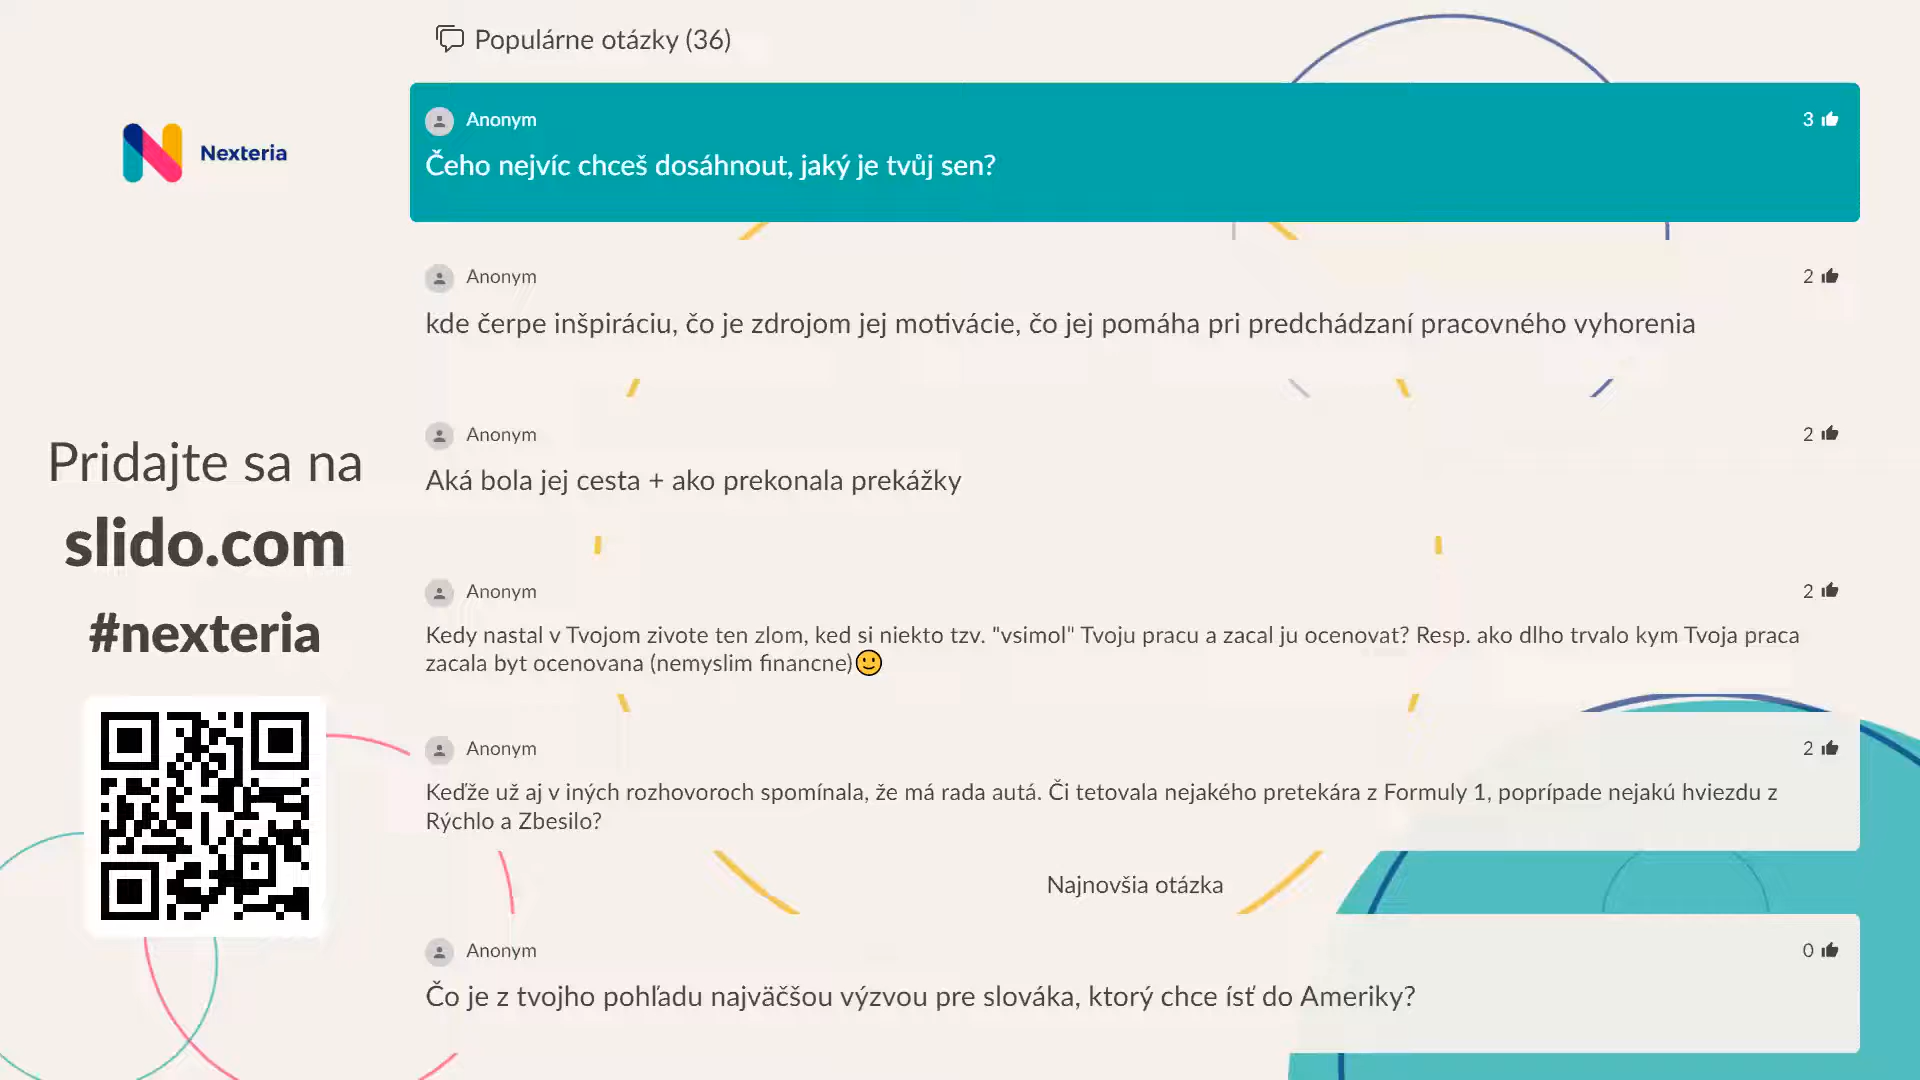 Populárne otázky (36)
Nexteria
Pridajte sa na
slido.com
#nexteria
Anonym
3
Čeho nejvíc chceš dosáhnout, jaký je tvůj sen?
Anonym
2
kde čerpe inšpiráciu, čo je zdrojom jej motivácie, čo jej pomáha pri predchádzaní pracovného vyhorenia
Anonym
2
Aká bola jej cesta + ako prekonala prekážky
Anonym
2
Kedy nastal v Tvojom zivote ten zlom, ked si niekto tzv. "vsimol" Tvoju pracu a zacal ju ocenovat? Resp. ako dlho trvalo kym Tvoja praca
zacala byt ocenovana (nemyslim financne)🙂
Anonym
2
Keďže už aj v iných rozhovoroch spomínala, že má rada autá. Či tetovala nejakého pretekára z Formuly 1, poprípade nejakú hviezdu z
Rýchlo a Zbesilo?
Najnovšia otázka
Anonym
0
Čo je z tvojho pohľadu najväčšou výzvou pre slováka, ktorý chce ísť do Ameriky?